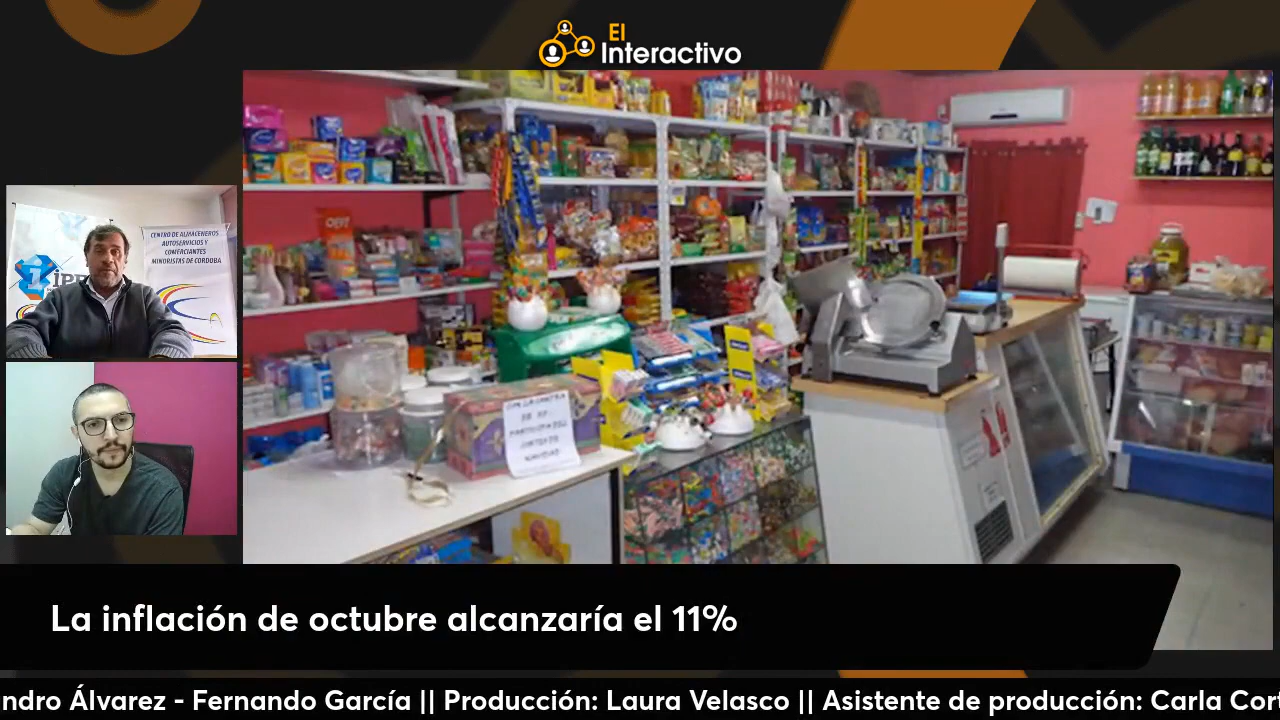 El
Interactivo
CENTRO DE ALMACENEROS
AUTOSERVICIOS Y
COMERCIANTES
MINORISTAS DE CORDOBA
La inflación de octubre alcanzaría el 11%
ndro Álvarez - Fernando García || Producción: Laura Velasco || Asistente de producción: Carla Cort